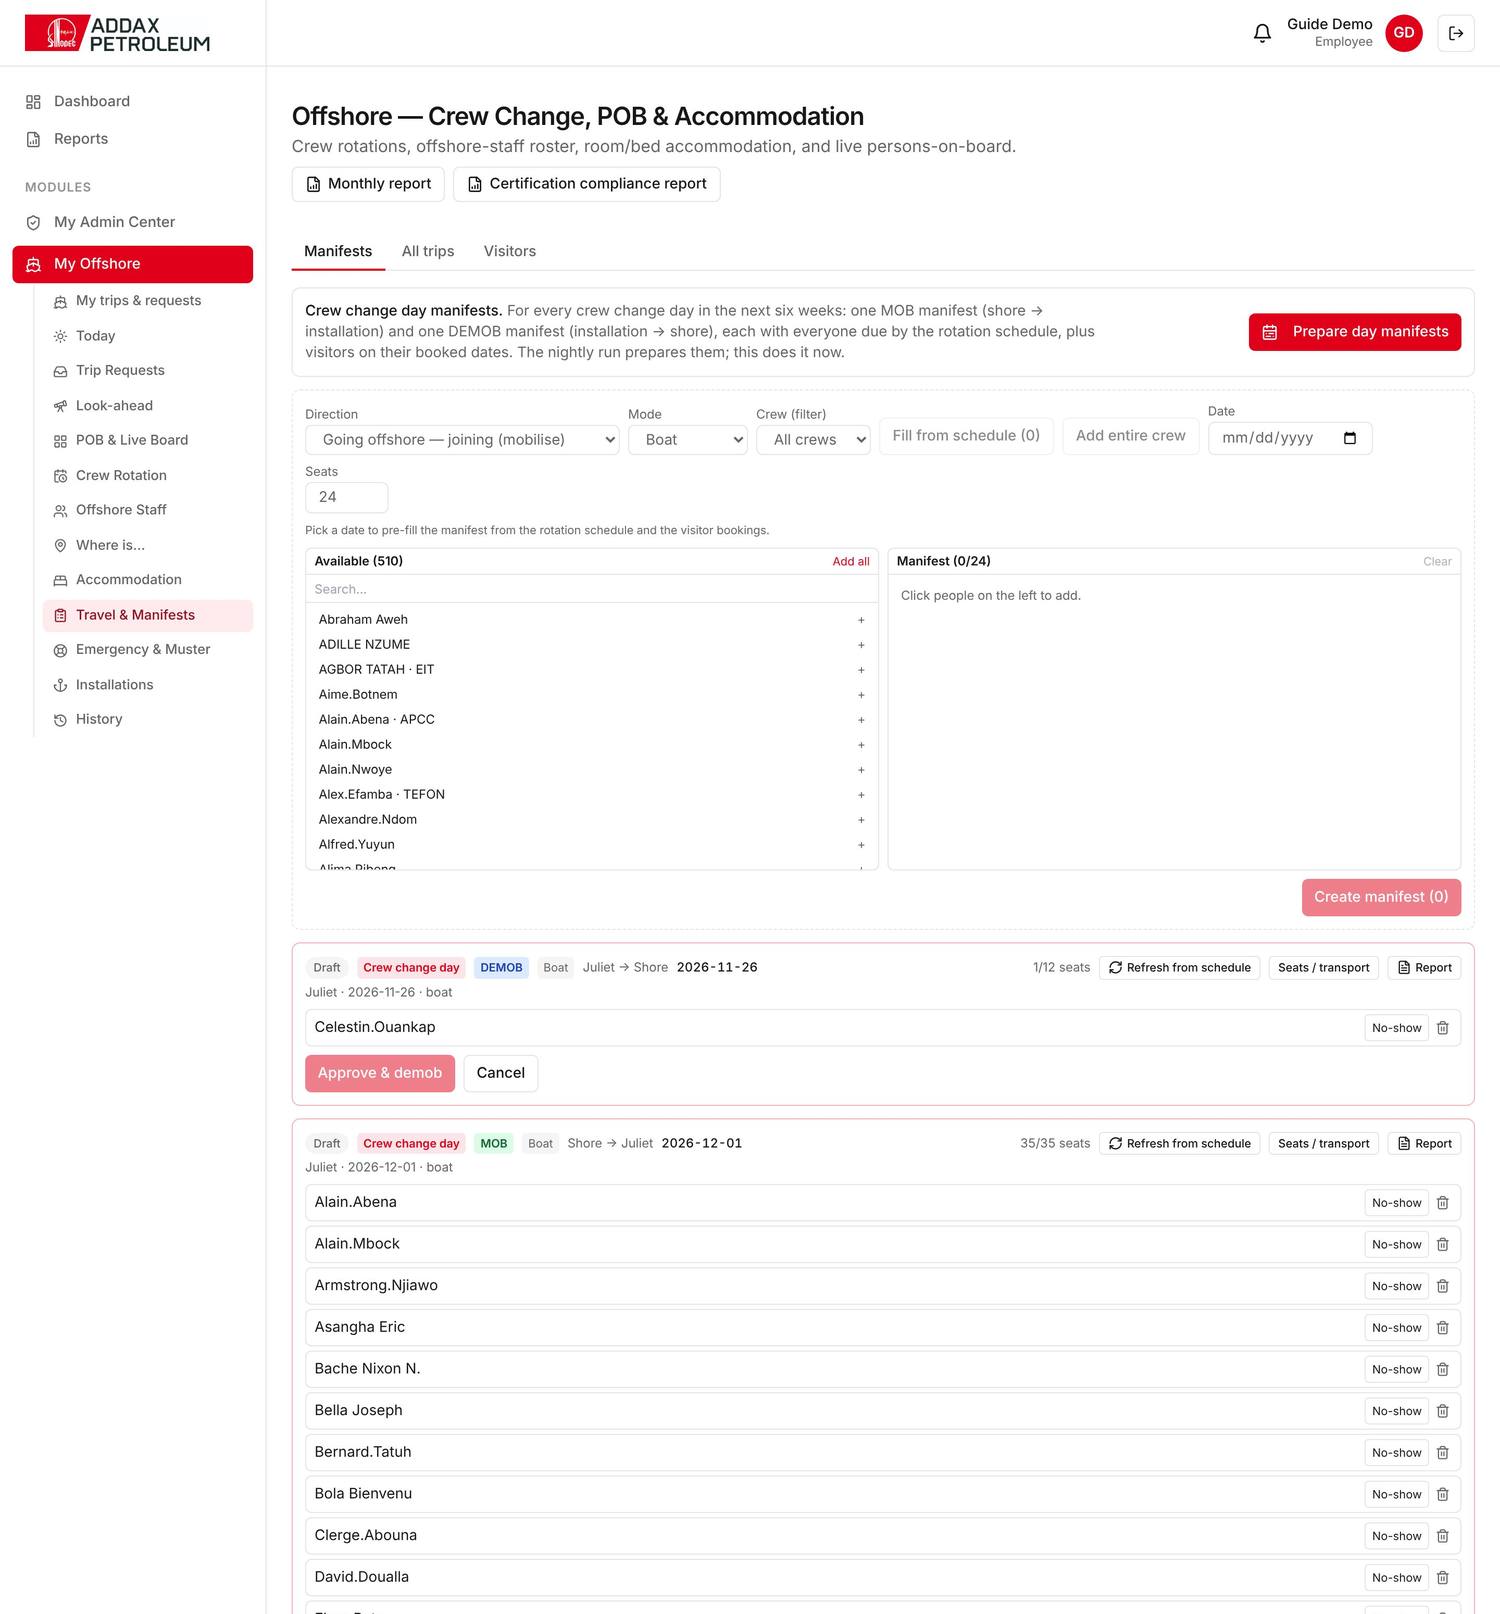 ADDAX
PETROLEUM
Guide Demo
Employee
GD
Dashboard
Reports
MODULES
My Admin Center
My Offshore
My trips & requests
Today
Trip Requests
Look-ahead
POB & Live Board
Crew Rotation
Offshore Staff
Where is...
Accommodation
Travel & Manifests
Emergency & Muster
Installations
History
Offshore — Crew Change, POB & Accommodation
Crew rotations, offshore-staff roster, room/bed accommodation, and live persons-on-board.
Monthly report
Certification compliance report
Manifests All trips Visitors
Crew change day manifests. For every crew change day in the next six weeks: one MOB manifest (shore →
installation) and one DEMOB manifest (installation → shore), each with everyone due by the rotation schedule, plus
visitors on their booked dates. The nightly run prepares them; this does it now.
Prepare day manifests
Direction
Going offshore — joining (mobilise)
Mode
Boat
Crew (filter)
All crews
Fill from schedule (0)
Add entire crew
Date
mm/dd/yyyy
Seats
24
Pick a date to pre-fill the manifest from the rotation schedule and the visitor bookings.
Available (510) Add all
Search...
Abraham Aweh +
ADILLE NZUME +
AGBOR TATAH · EIT +
Aime.Botnem +
Alain.Abena · APCC +
Alain.Mbock +
Alain.Nwoye +
Alex.Efamba · TEFON +
Alexandre.Ndom +
Alfred.Yuyun +
Manifest (0/24) Clear
Click people on the left to add.
Create manifest (0)
Draft Crew change day DEMOB Boat Juliet → Shore 2026-11-26 1/12 seats Refresh from schedule Seats / transport Report
Juliet · 2026-11-26 · boat
Celestin.Ouankap No-show
Approve & demob Cancel
Draft Crew change day MOB Boat Shore → Juliet 2026-12-01 35/35 seats Refresh from schedule Seats / transport Report
Juliet · 2026-12-01 · boat
Alain.Abena No-show
Alain.Mbock No-show
Armstrong.Njiawo No-show
Asangha Eric No-show
Bache Nixon N. No-show
Bella Joseph No-show
Bernard.Tatuh No-show
Bola Bienvenu No-show
Clerge.Abouna No-show
David.Doualla No-show